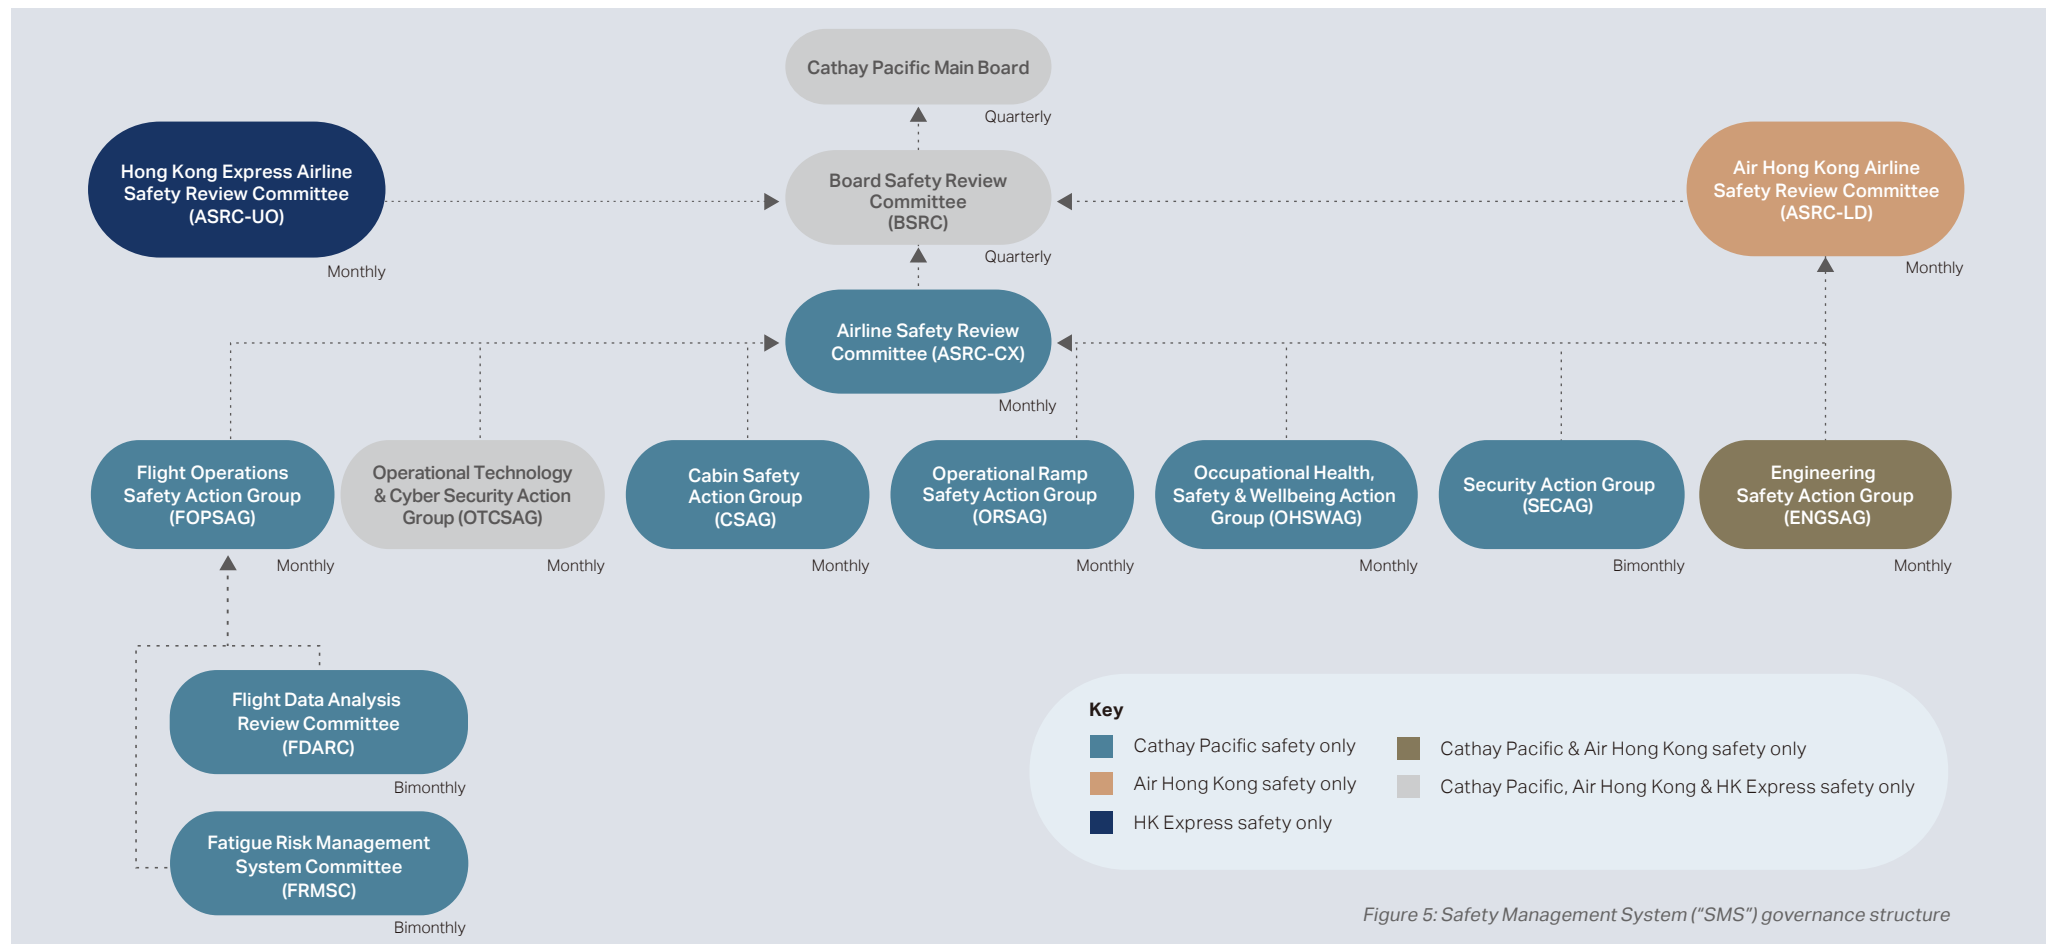 Cathay Pacific Main Board
Quarterly
Hong Kong Express Airline
Safety Review Committee
(ASRC-UO)
Monthly
Board Safety Review
Committee
(BSRC)
Quarterly
Air Hong Kong Airline
Safety Review Committee
(ASRC-LD)
Monthly
Airline Safety Review
Committee (ASRC-CX)
Monthly
Flight Operations
Safety Action Group
(FOPSAG)
Monthly
Operational Technology
& Cyber Security Action
Group (OTCSAG)
Monthly
Cabin Safety
Action Group
(CSAG)
Monthly
Operational Ramp
Safety Action Group
(ORSAG)
Monthly
Occupational Health,
Safety & Wellbeing Action
Group (OHSWAG)
Monthly
Security Action Group
(SECAG)
Bimonthly
Engineering
Safety Action Group
(ENGSAG)
Monthly
Flight Data Analysis
Review Committee
(FDARC)
Bimonthly
Fatigue Risk Management
System Committee
(FRMSC)
Bimonthly
Key
Cathay Pacific safety only
Air Hong Kong safety only
HK Express safety only
Cathay Pacific & Air Hong Kong safety only
Cathay Pacific, Air Hong Kong & HK Express safety only
Figure 5: Safety Management System ("SMS") governance structure